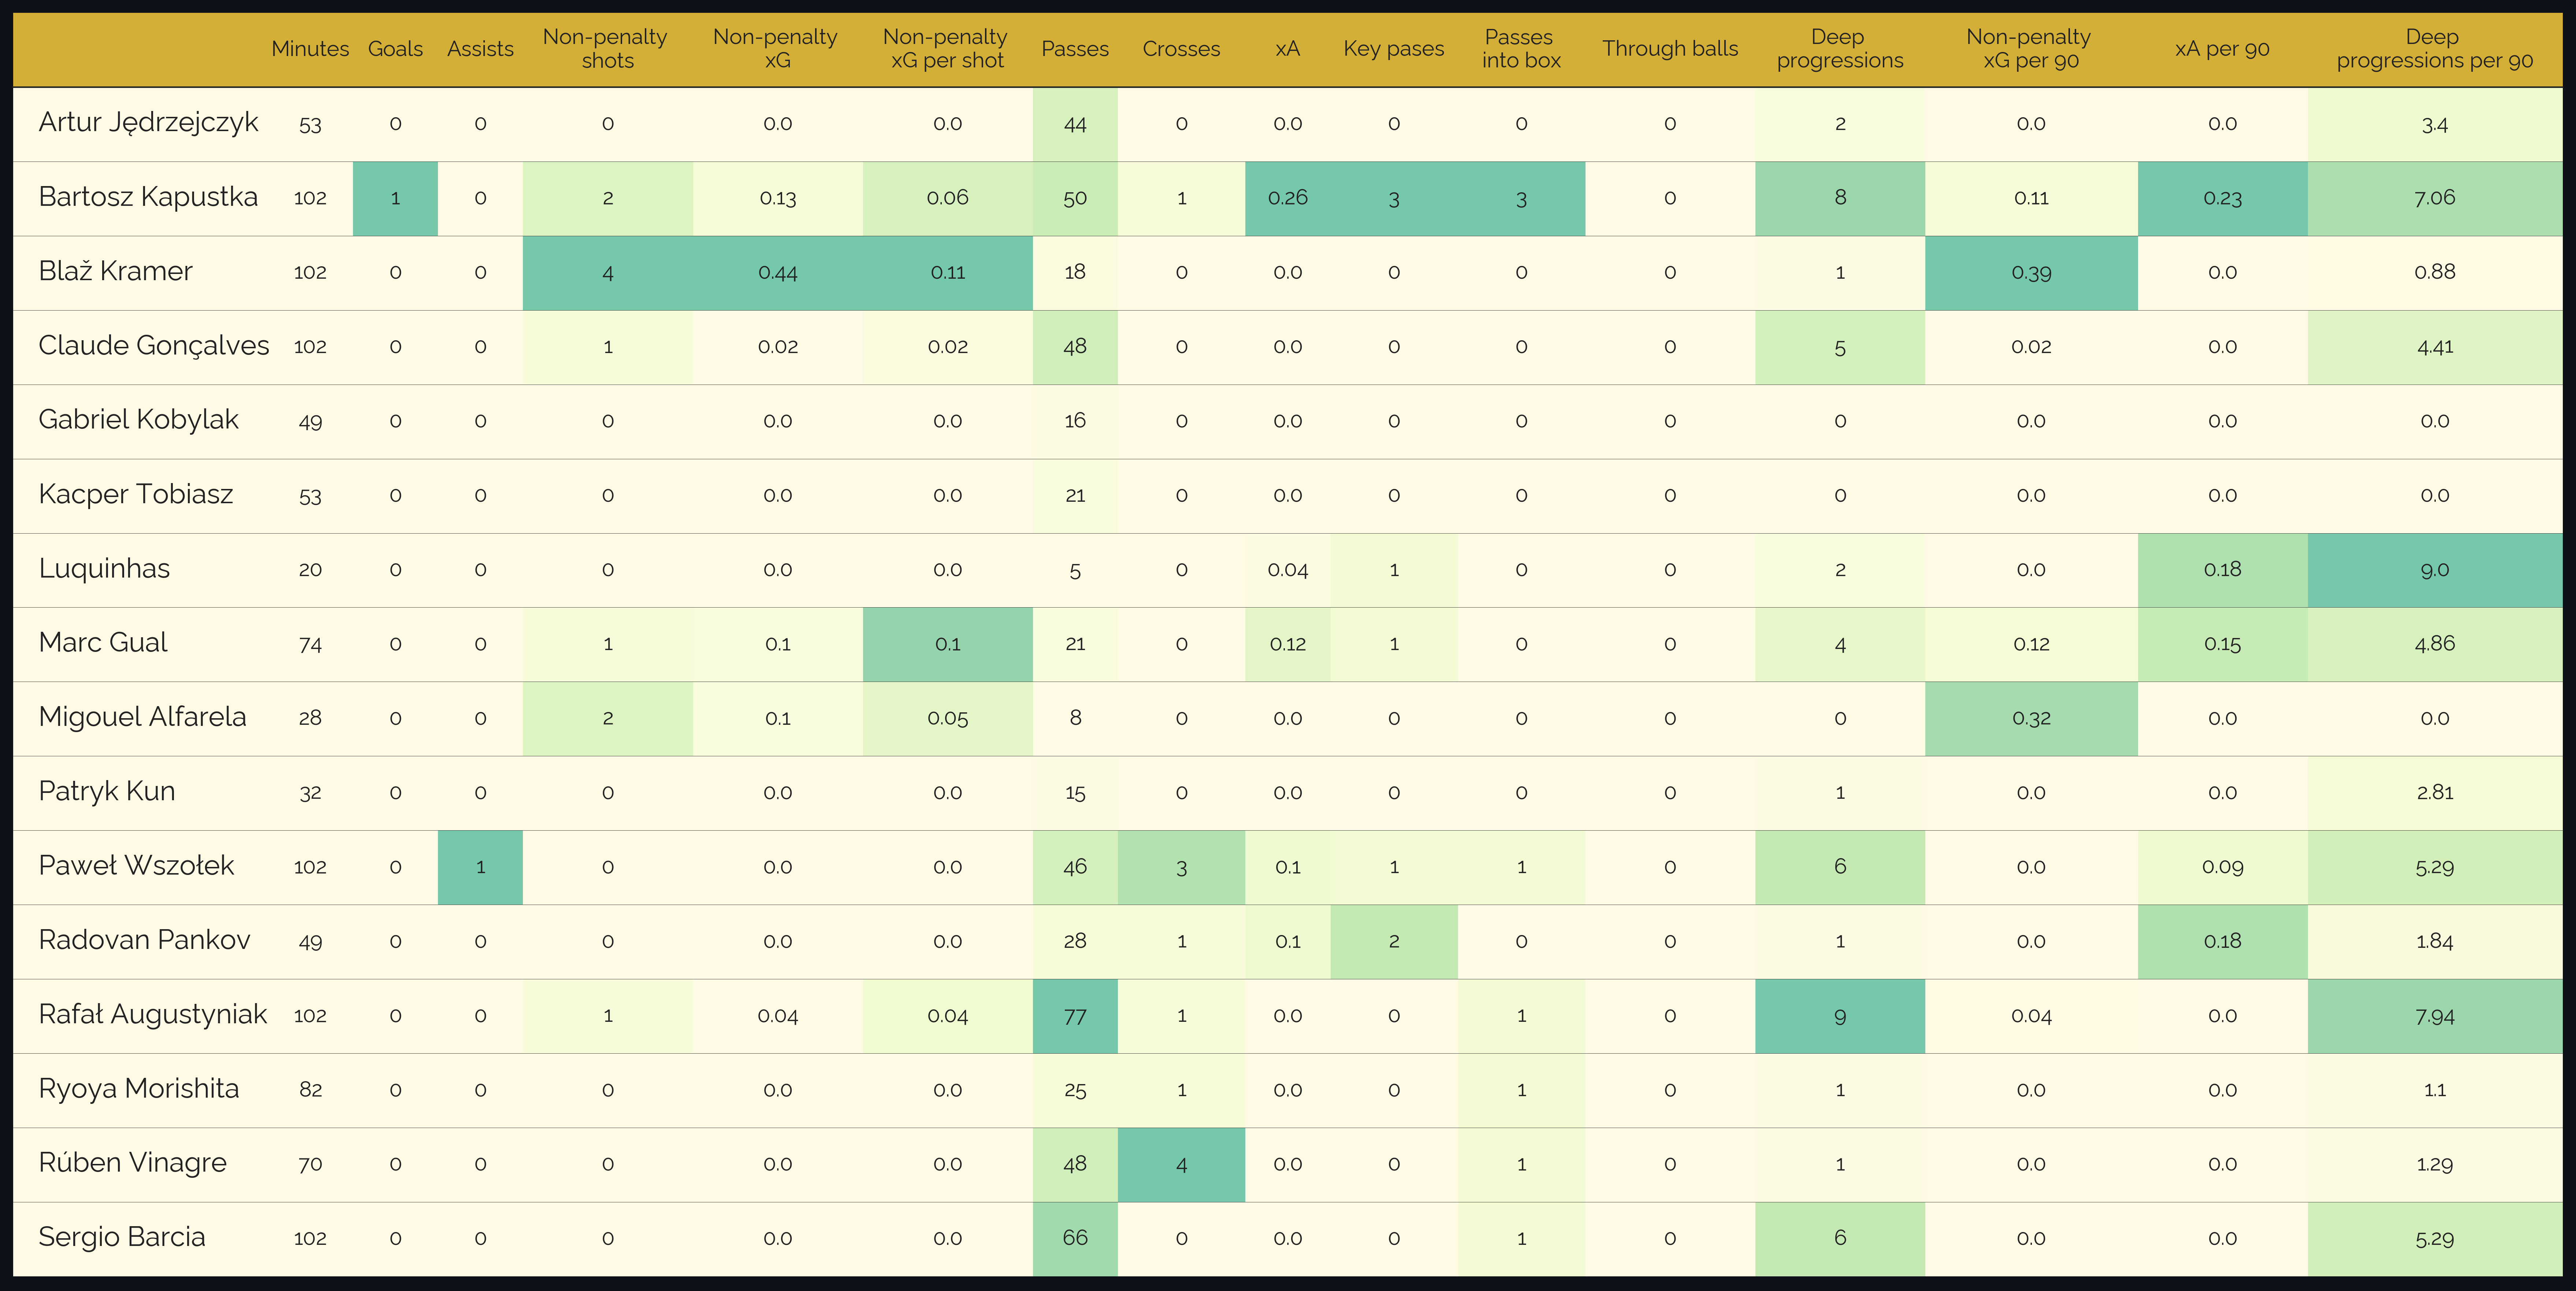 Minutes Goals Assists Non-penalty shots Non-penalty xG Non-penalty xG per shot Passes Crosses xA Key pases Passes into box Through balls Deep progressions Non-penalty xG per 90 xA per 90 Deep progressions per 90
Artur Jędrzejczyk 53 0 0 0 0.0 0.0 44 0 0.0 0 0 0 2 0.0 0.0 3.4
Bartosz Kapustka 102 1 0 2 0.13 0.06 50 1 0.26 3 3 0 8 0.11 0.23 7.06
Blaž Kramer 102 0 0 4 0.44 0.11 18 0 0.0 0 0 0 1 0.39 0.0 0.88
Claude Gonçalves 102 0 0 1 0.02 0.02 48 0 0.0 0 0 0 5 0.02 0.0 4.41
Gabriel Kobylak 49 0 0 0 0.0 0.0 16 0 0.0 0 0 0 0 0.0 0.0 0.0
Kacper Tobiasz 53 0 0 0 0.0 0.0 21 0 0.0 0 0 0 0 0.0 0.0 0.0
Luquinhas 20 0 0 0 0.0 0.0 5 0 0.04 1 0 0 2 0.0 0.18 9.0
Marc Gual 74 0 0 1 0.1 0.1 21 0 0.12 1 0 0 4 0.12 0.15 4.86
Migouel Alfarela 28 0 0 2 0.1 0.05 8 0 0.0 0 0 0 0 0.32 0.0 0.0
Patryk Kun 32 0 0 0 0.0 0.0 15 0 0.0 0 0 0 1 0.0 0.0 2.81
Paweł Wszołek 102 0 1 0 0.0 0.0 46 3 0.1 1 1 0 6 0.0 0.09 5.29
Radovan Pankov 49 0 0 0 0.0 0.0 28 1 0.1 2 0 0 1 0.0 0.18 1.84
Rafał Augustyniak 102 0 0 1 0.04 0.04 77 1 0.0 0 1 0 9 0.04 0.0 7.94
Ryoya Morishita 82 0 0 0 0.0 0.0 25 1 0.0 0 1 0 1 0.0 0.0 1.1
Rúben Vinagre 70 0 0 0 0.0 0.0 48 4 0.0 0 1 0 1 0.0 0.0 1.29
Sergio Barcia 102 0 0 0 0.0 0.0 66 0 0.0 0 1 0 6 0.0 0.0 5.29